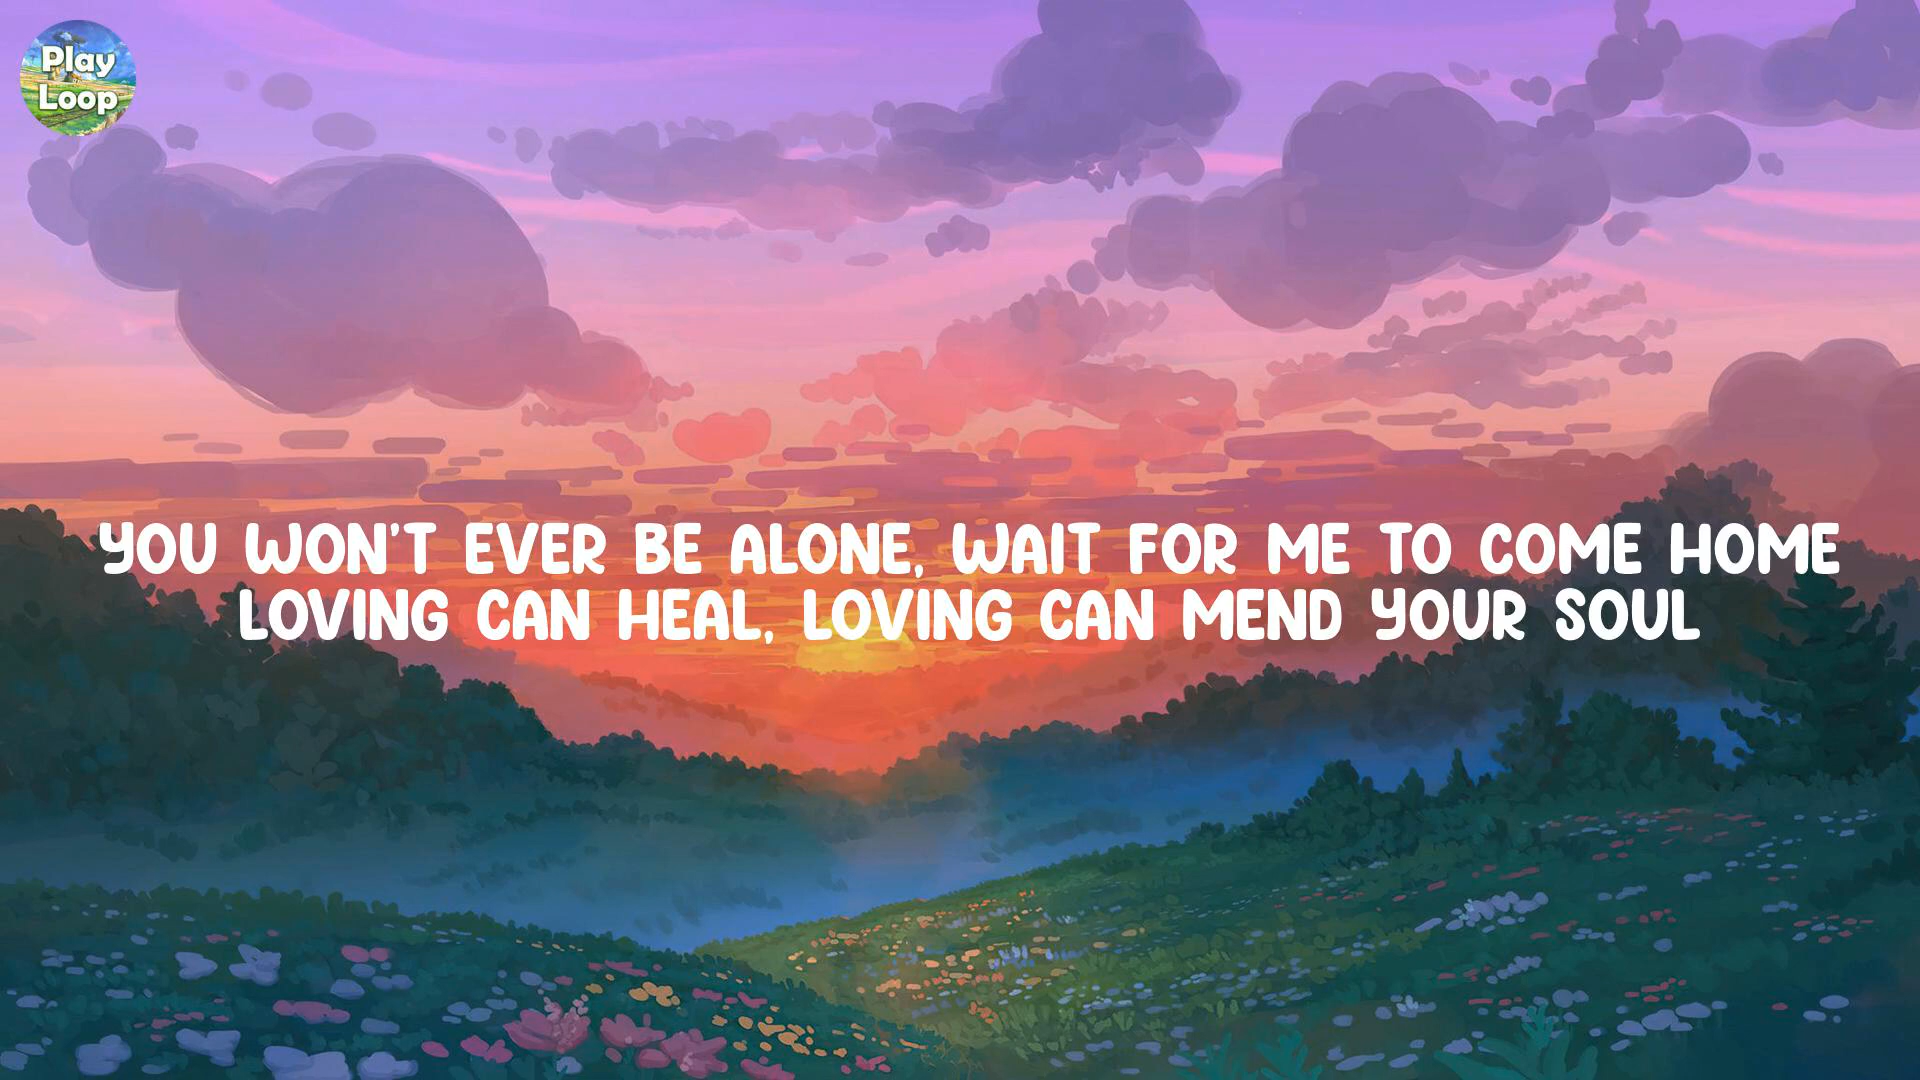 Play
Loop
YOU WON'T EVER BE ALONE, WAIT FOR ME TO COME HOME
LOVING CAN HEAL, LOVING CAN MEND YOUR SOUL